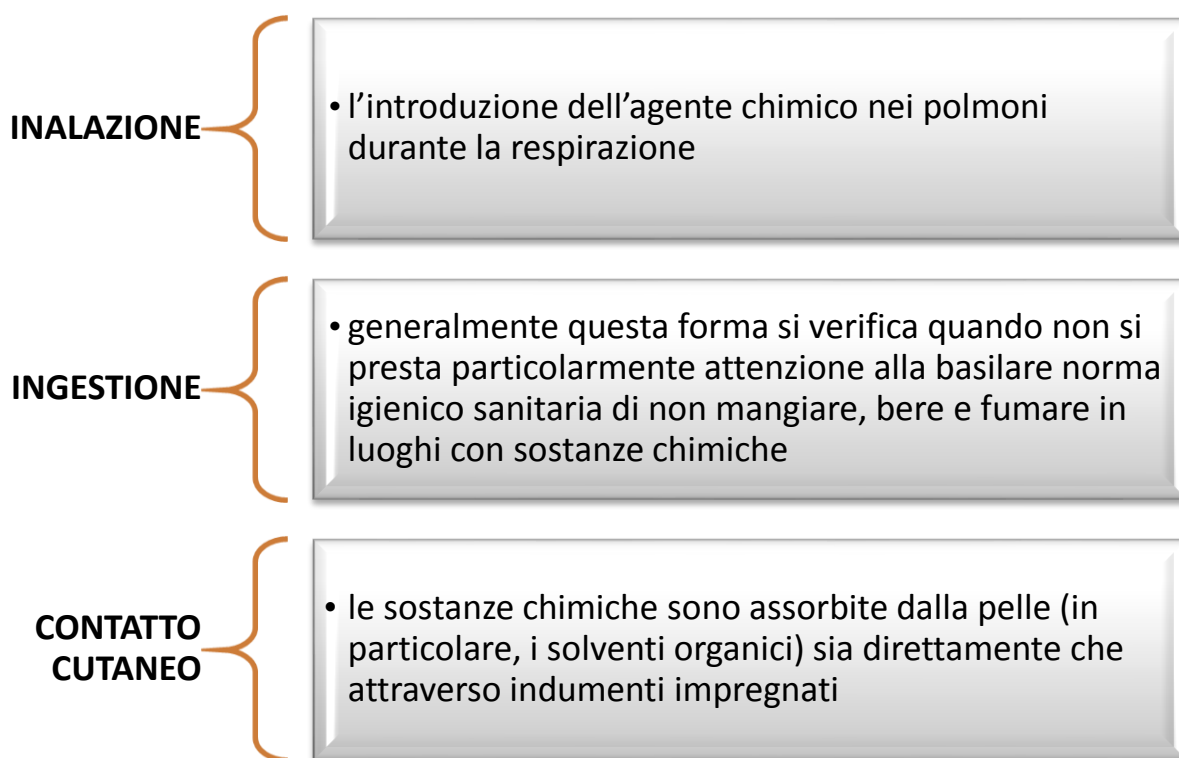 INALAZIONE
• l’introduzione dell’agente chimico nei polmoni
durante la respirazione
INGESTIONE
• generalmente questa forma si verifica quando non si
presta particolarmente attenzione alla basilare norma
igienico sanitaria di non mangiare, bere e fumare in
luoghi con sostanze chimiche
CONTATTO
CUTANEO
• le sostanze chimiche sono assorbite dalla pelle (in
particolare, i solventi organici) sia direttamente che
attraverso indumenti impregnati